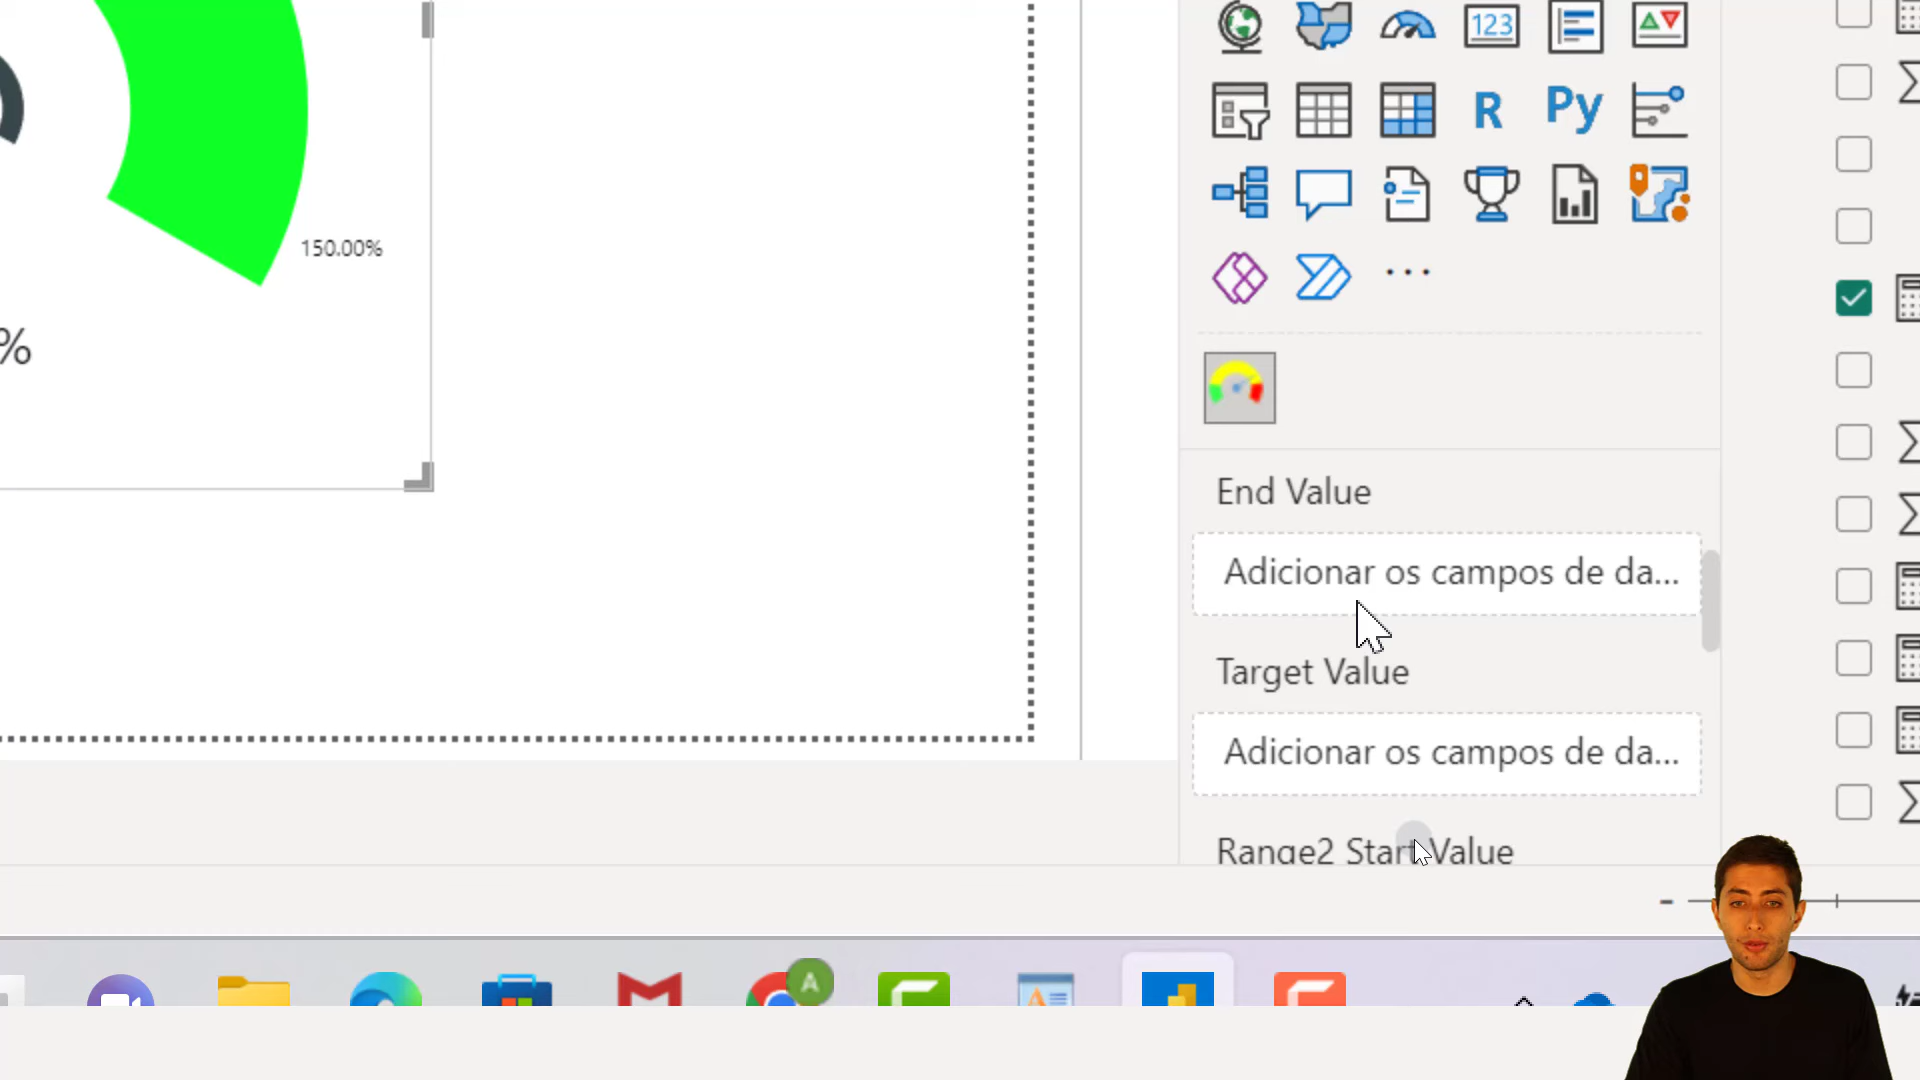 123
R
Py
150.00%
%
End Value
Adicionar os campos de da...
Target Value
Adicionar os campos de da...
Range2 Start Value
A